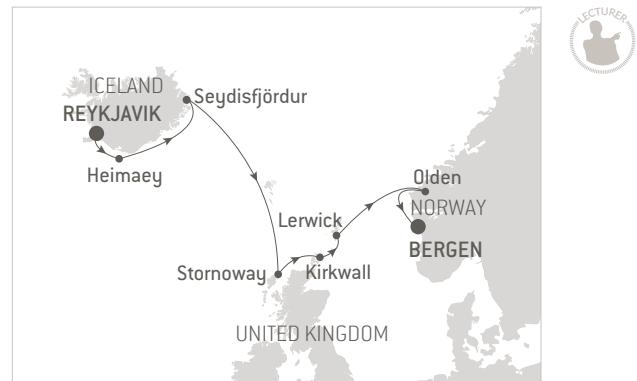 LECTURER
ICELAND
REYKJAVIK
Seydisfjördur
Heimaey
Olden
NORWAY
Lerwick
BERGEN
Stornoway
Kirkwall
UNITED KINGDOM